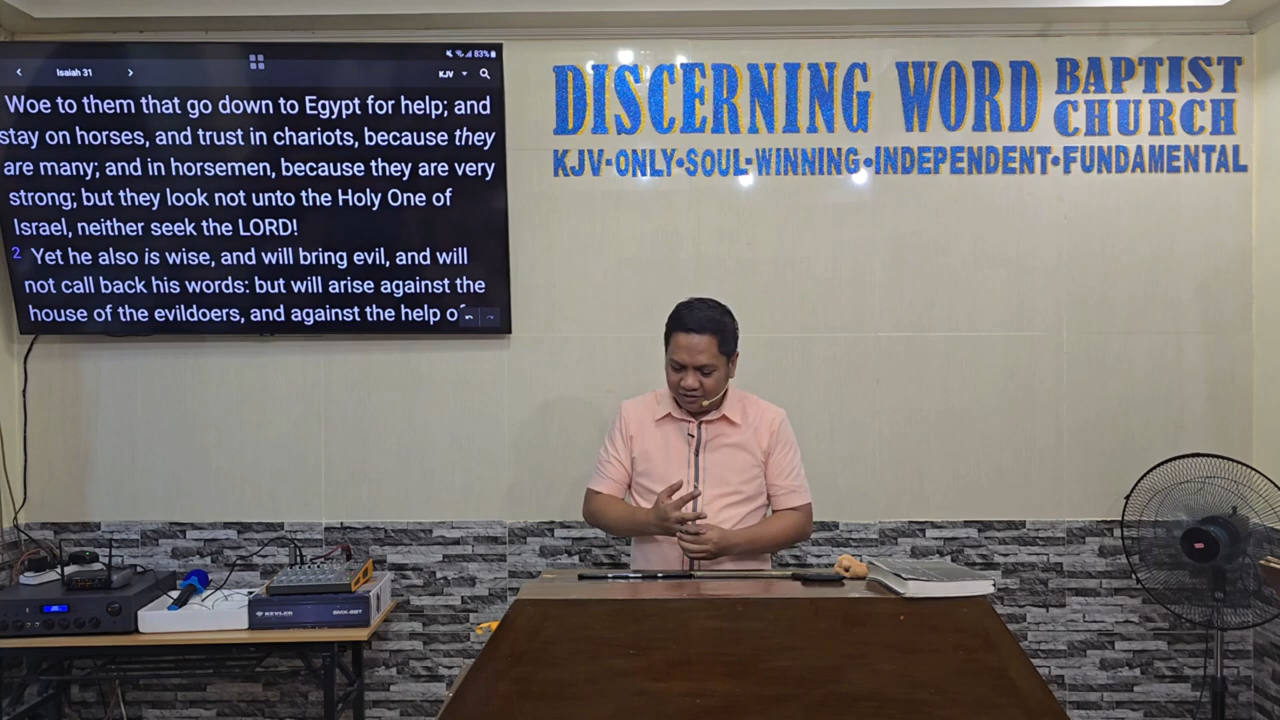 Isaiah 31
KJV
83%
Woe to them that go down to Egypt for help; and
stay on horses, and trust in chariots, because they
are many; and in horsemen, because they are very
strong; but they look not unto the Holy One of
Israel, neither seek the LORD!
2 Yet he also is wise, and will bring evil, and will
not call back his words: but will arise against the
house of the evildoers, and against the help of
DISCERNING WORD BAPTIST
CHURCH
KJV-ONLY•SOUL-WINNING•INDEPENDENT•FUNDAMENTAL
KEVLER